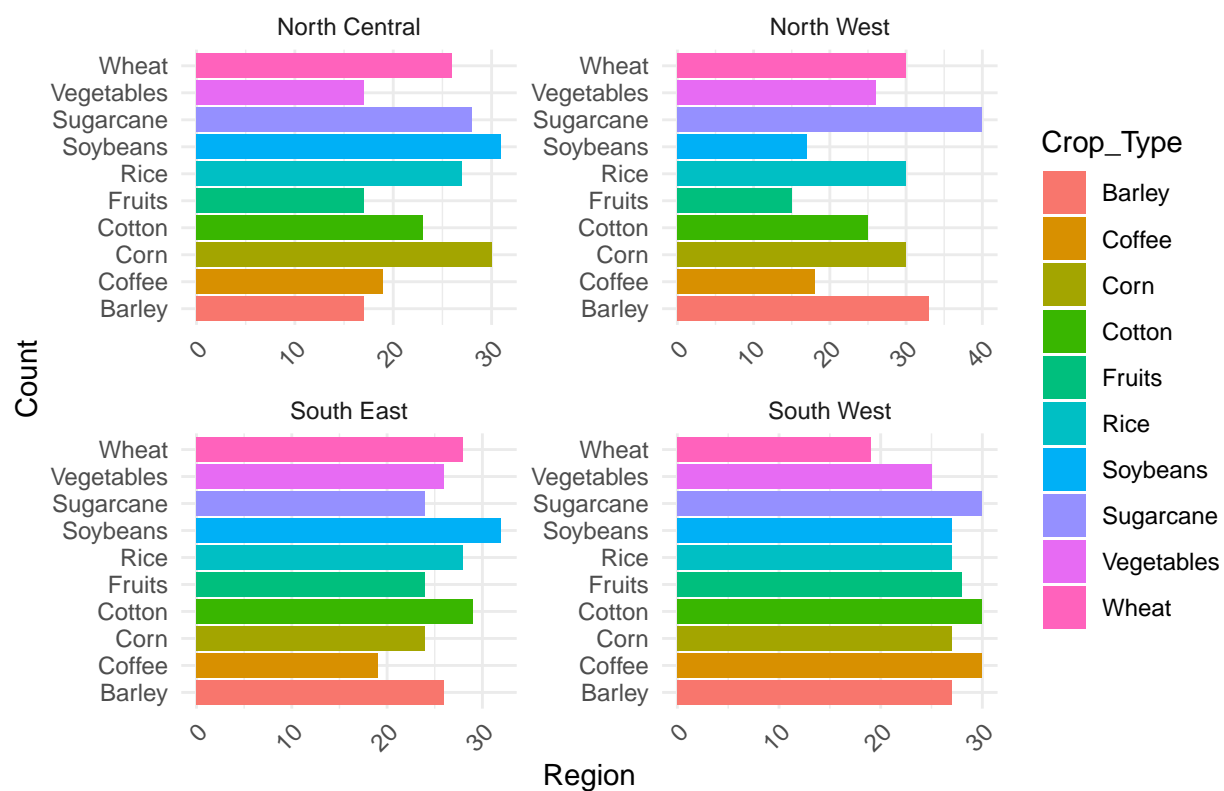 North Central
Wheat
Vegetables
Sugarcane
Soybeans
Rice
Fruits
Cotton
Corn
Coffee
Barley
0 10 20 30
North West
Wheat
Vegetables
Sugarcane
Soybeans
Rice
Fruits
Cotton
Corn
Coffee
Barley
0 10 20 30 40
South East
Wheat
Vegetables
Sugarcane
Soybeans
Rice
Fruits
Cotton
Corn
Coffee
Barley
0 10 20 30
South West
Wheat
Vegetables
Sugarcane
Soybeans
Rice
Fruits
Cotton
Corn
Coffee
Barley
0 10 20 30
Count
Region
Crop_Type
Barley
Coffee
Corn
Cotton
Fruits
Rice
Soybeans
Sugarcane
Vegetables
Wheat